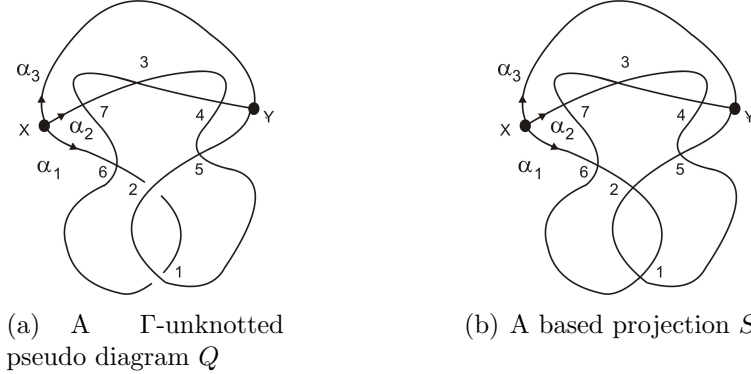 α3
3
X
α2
7
4
Y
α1
6
2
5
1
α3
3
X
α2
7
4
Y
α1
6
2
5
1
(a) A Γ-unknotted
pseudo diagram Q
(b) A based projection S